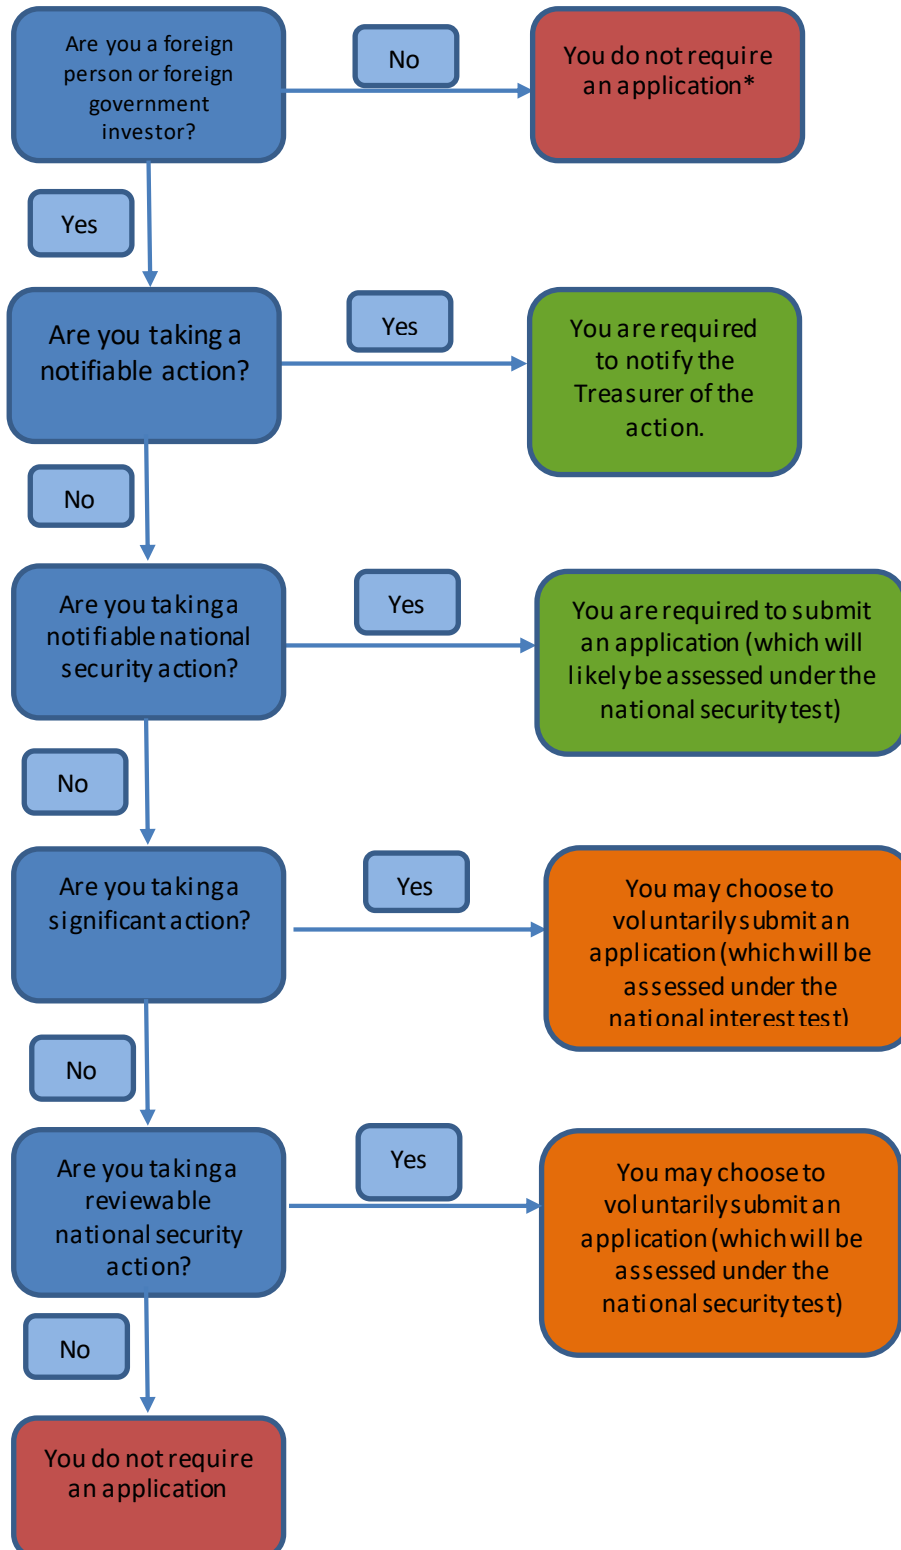 Are you a foreign
person or foreign
government
investor?
No
You do not require
an application*
Yes
Are you taking a
notifiable action?
Yes
You are required
to notify the
Treasurer of the
action.
No
Are you taking a
notifiable national
security action?
Yes
You are required to submit
an application (which will
likely be assessed under the
national security test)
No
Are you taking a
significant action?
Yes
You may choose to
voluntarily submit an
application (which will be
assessed under the
national interest test)
No
Are you taking a
reviewable
national security
action?
Yes
You may choose to
voluntarily submit an
application (which will be
assessed under the
national security test)
No
You do not require
an application